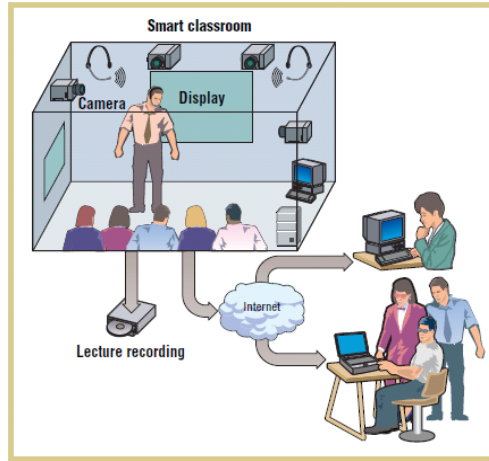 Smart classroom
Camera
Display
Internet
Lecture recording